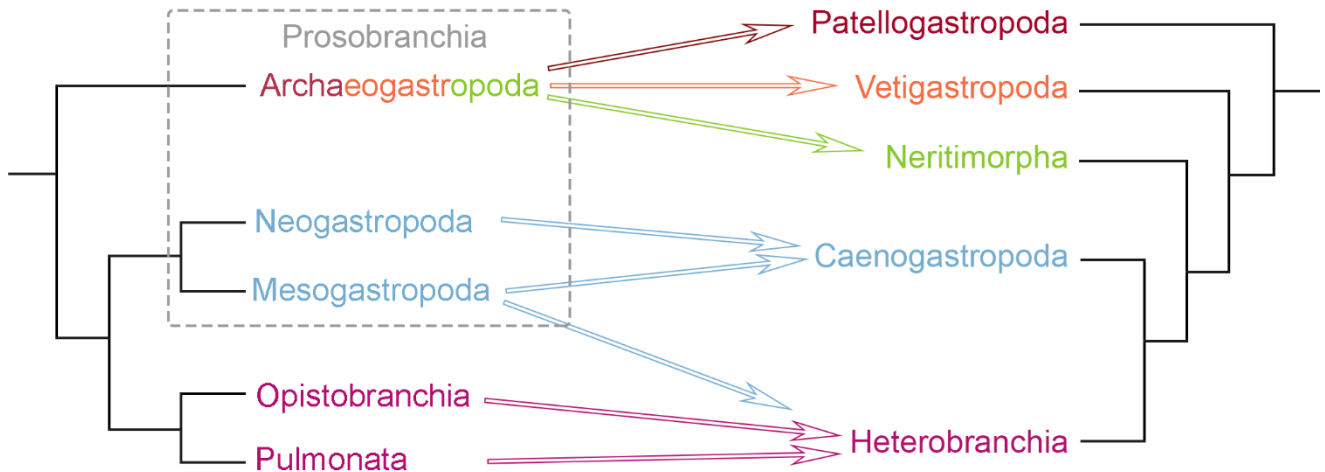 Prosobranchia
Archaeogastropoda
Neogastropoda
Mesogastropoda
Opistobranchia
Pulmonata
Patellogastropoda
Vetigastropoda
Neritimorpha
Caenogastropoda
Heterobranchia